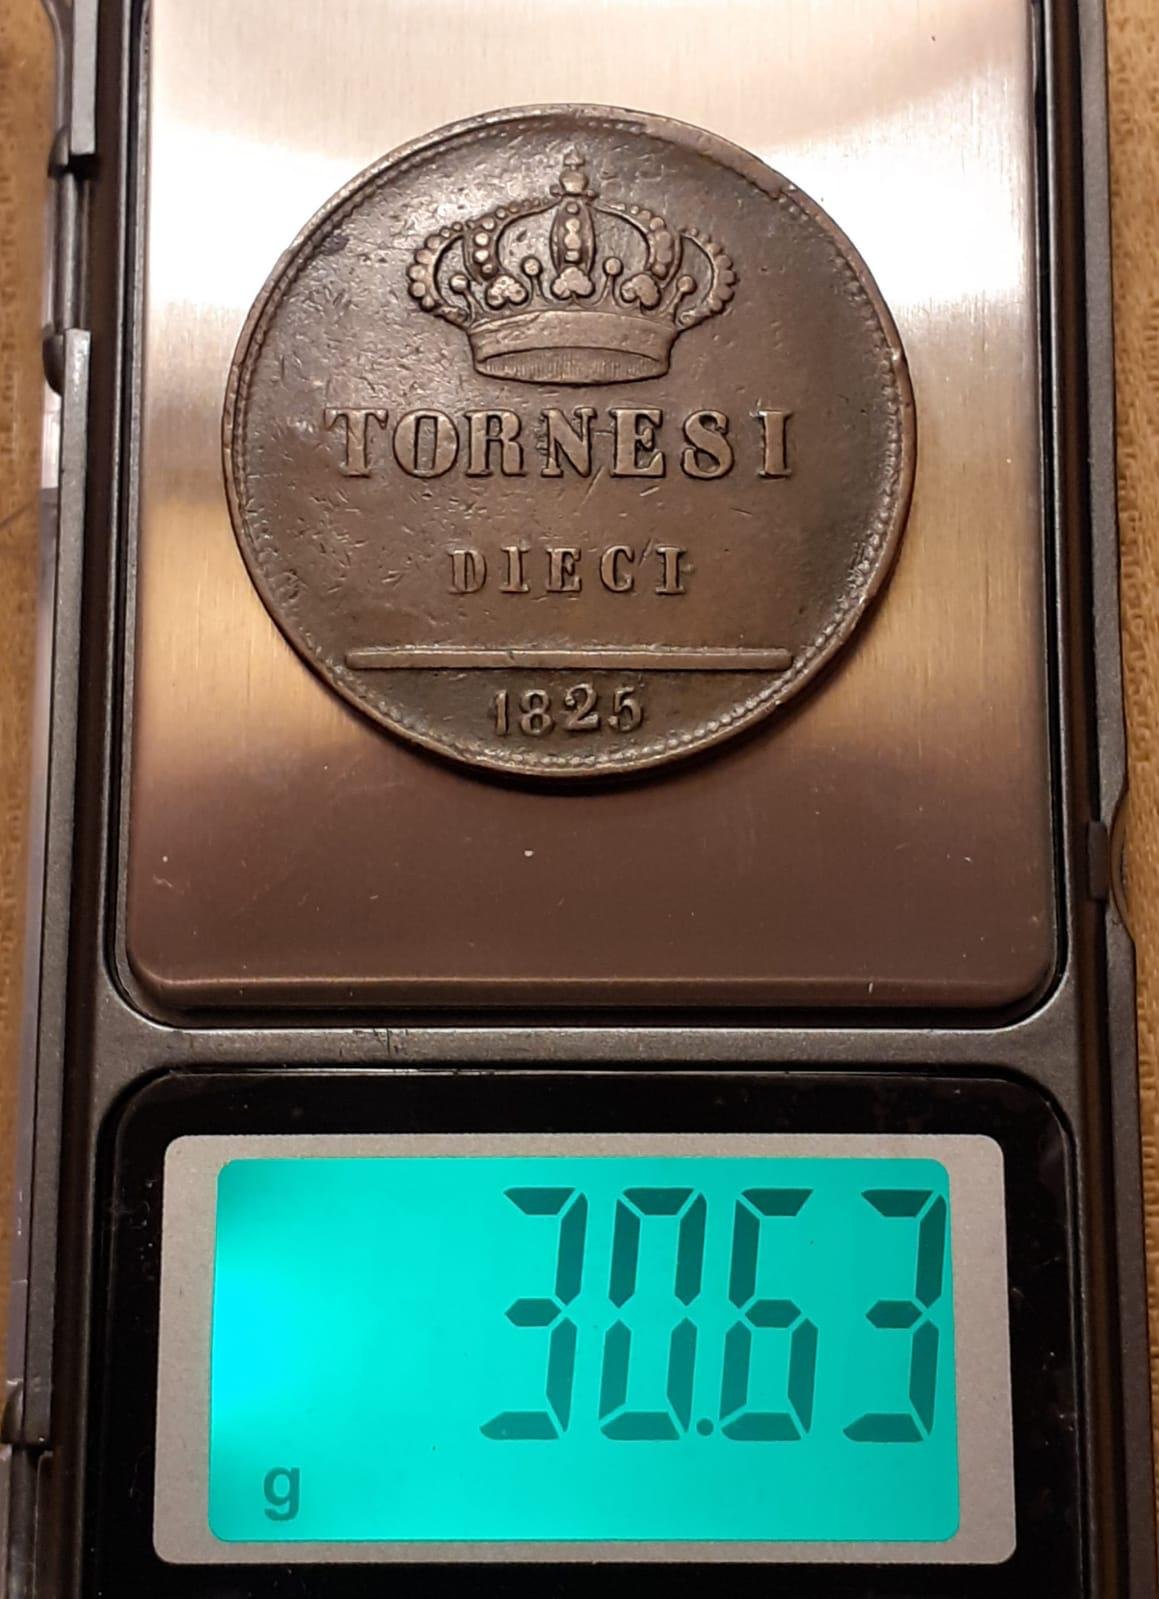 TORNESI
DIECI
1825
30.63
g